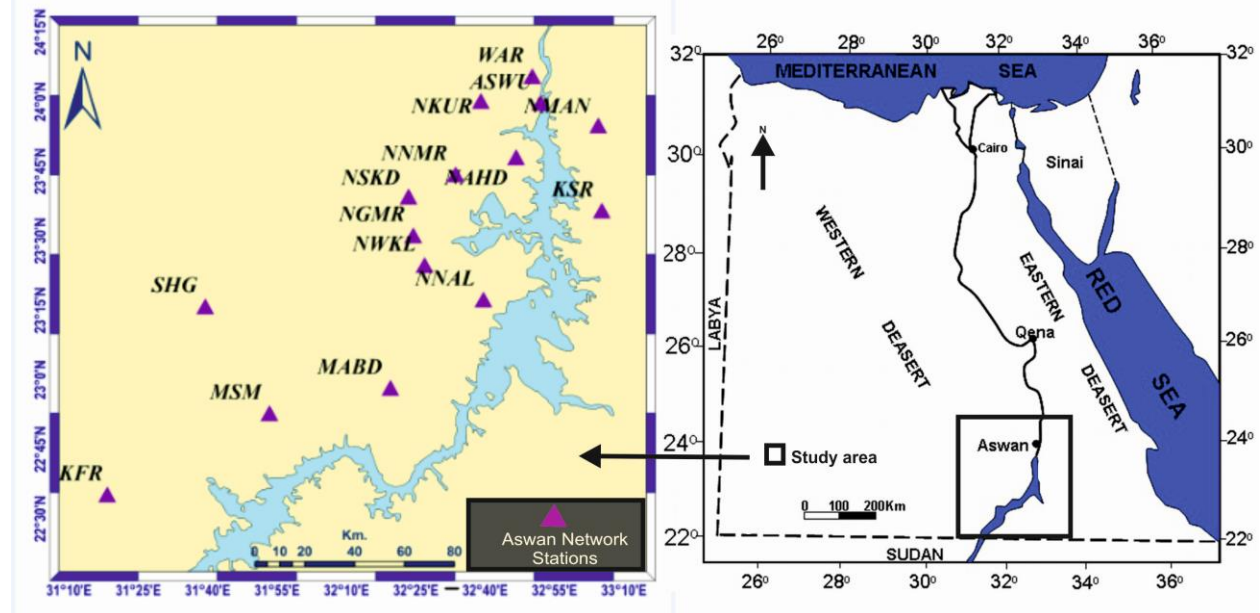 24°15'N
24°0'N
23°45'N
23°30'N
23°15'N
23°0'N
22°45'N
22°30'N
N
WAR
ASWU
NKUR
NMAN
NNMR
NAHD
NSKD
KSR
NGMR
NWKL
NNAL
SHG
MABD
MSM
KFR
Km.
0 10 20 40 60 80
Aswan Network
Stations
31°10'E 31°25'E 31°40'E 31°55'E 32°10'E 32°25'E 32°40'E 32°55'E 33°10'E
26° 28° 30° 32° 34° 36°
32° 32°
MEDITERRANEAN SEA
N
Cairo
30° 30°
Sinai
WESTERN
DEASERT
28° 28°
EASTERN
DEASERT
RED
SEA
LABYA
Qena
26° 26°
24° 24°
Aswan
Study area
0 100 200Km
22° 22°
SUDAN
26° 28° 30° 32° 34° 36°